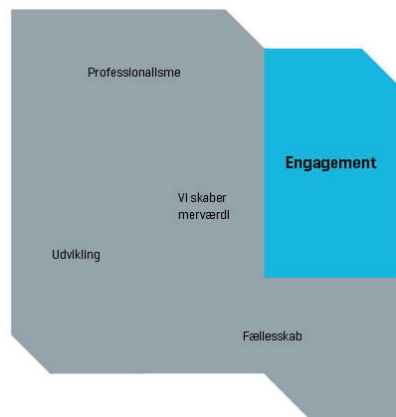 Professionalisme
Engagement
Vi skaber
merværdi
Udvikling
Fællesskab